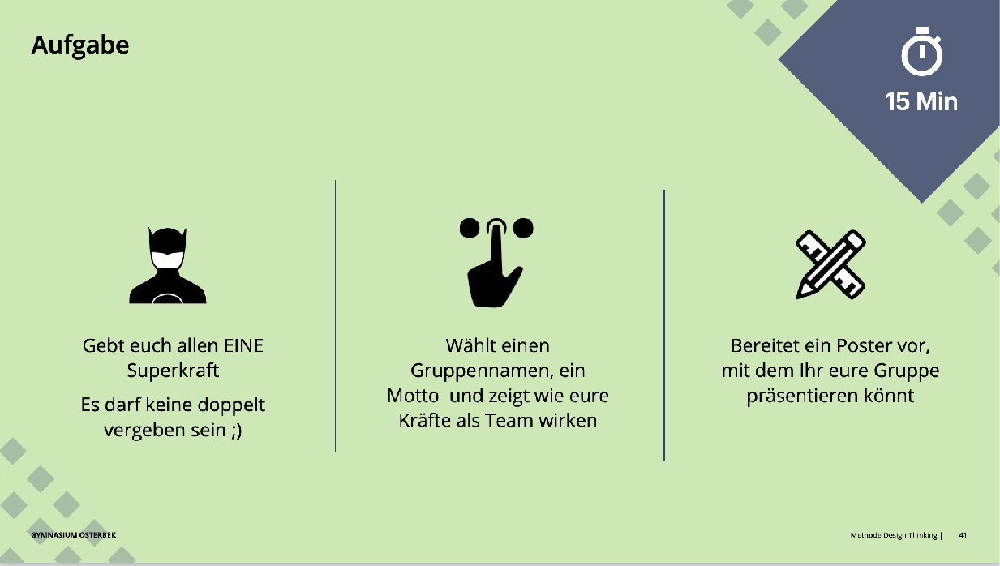 Aufgabe
15 Min
Gebt euch allen EINE
Superkraft
Es darf keine doppelt
vergeben sein ;)
Wählt einen
Gruppennamen, ein
Motto  und zeigt wie eure
Kräfte als Team wirken
Bereitet ein Poster vor,
mit dem Ihr eure Gruppe
präsentieren könnt
GYMNASIUM OSTERBEK
Methode Design Thinking | 41